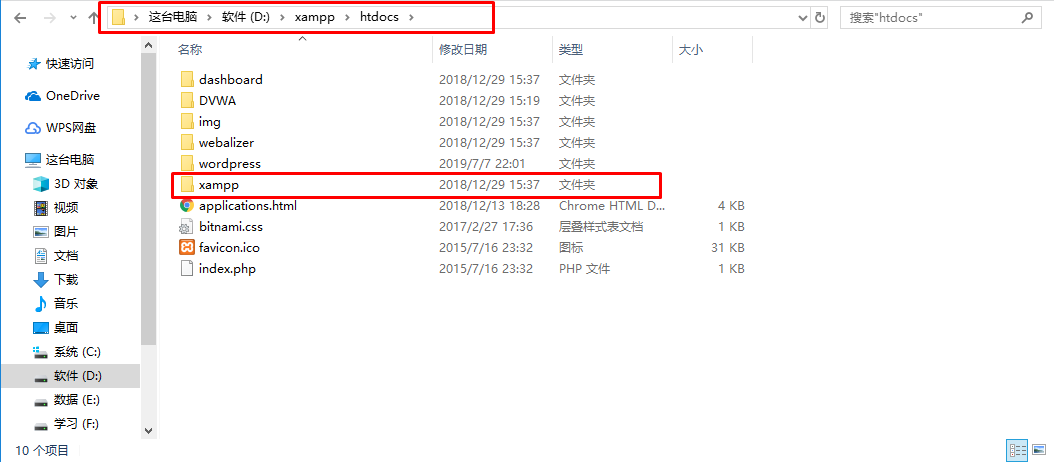 这台电脑 › 软件 (D:) › xampp › htdocs ›
搜索"htdocs"
名称 修改日期 类型 大小
快速访问
OneDrive
WPS网盘
这台电脑
3D 对象
视频
图片
文档
下载
音乐
桌面
系统 (C:)
软件 (D:)
数据 (E:)
学习 (F:)
dashboard 2018/12/29 15:37 文件夹
DVWA 2018/12/29 15:19 文件夹
img 2018/12/29 15:37 文件夹
webalizer 2018/12/29 15:37 文件夹
wordpress 2019/7/7 22:01 文件夹
xampp 2018/12/29 15:37 文件夹
applications.html 2018/12/13 18:28 Chrome HTML D... 4 KB
bitnami.css 2017/2/27 17:36 层叠样式表文档 1 KB
favicon.ico 2015/7/16 23:32 图标 31 KB
index.php 2015/7/16 23:32 PHP 文件 1 KB
10 个项目